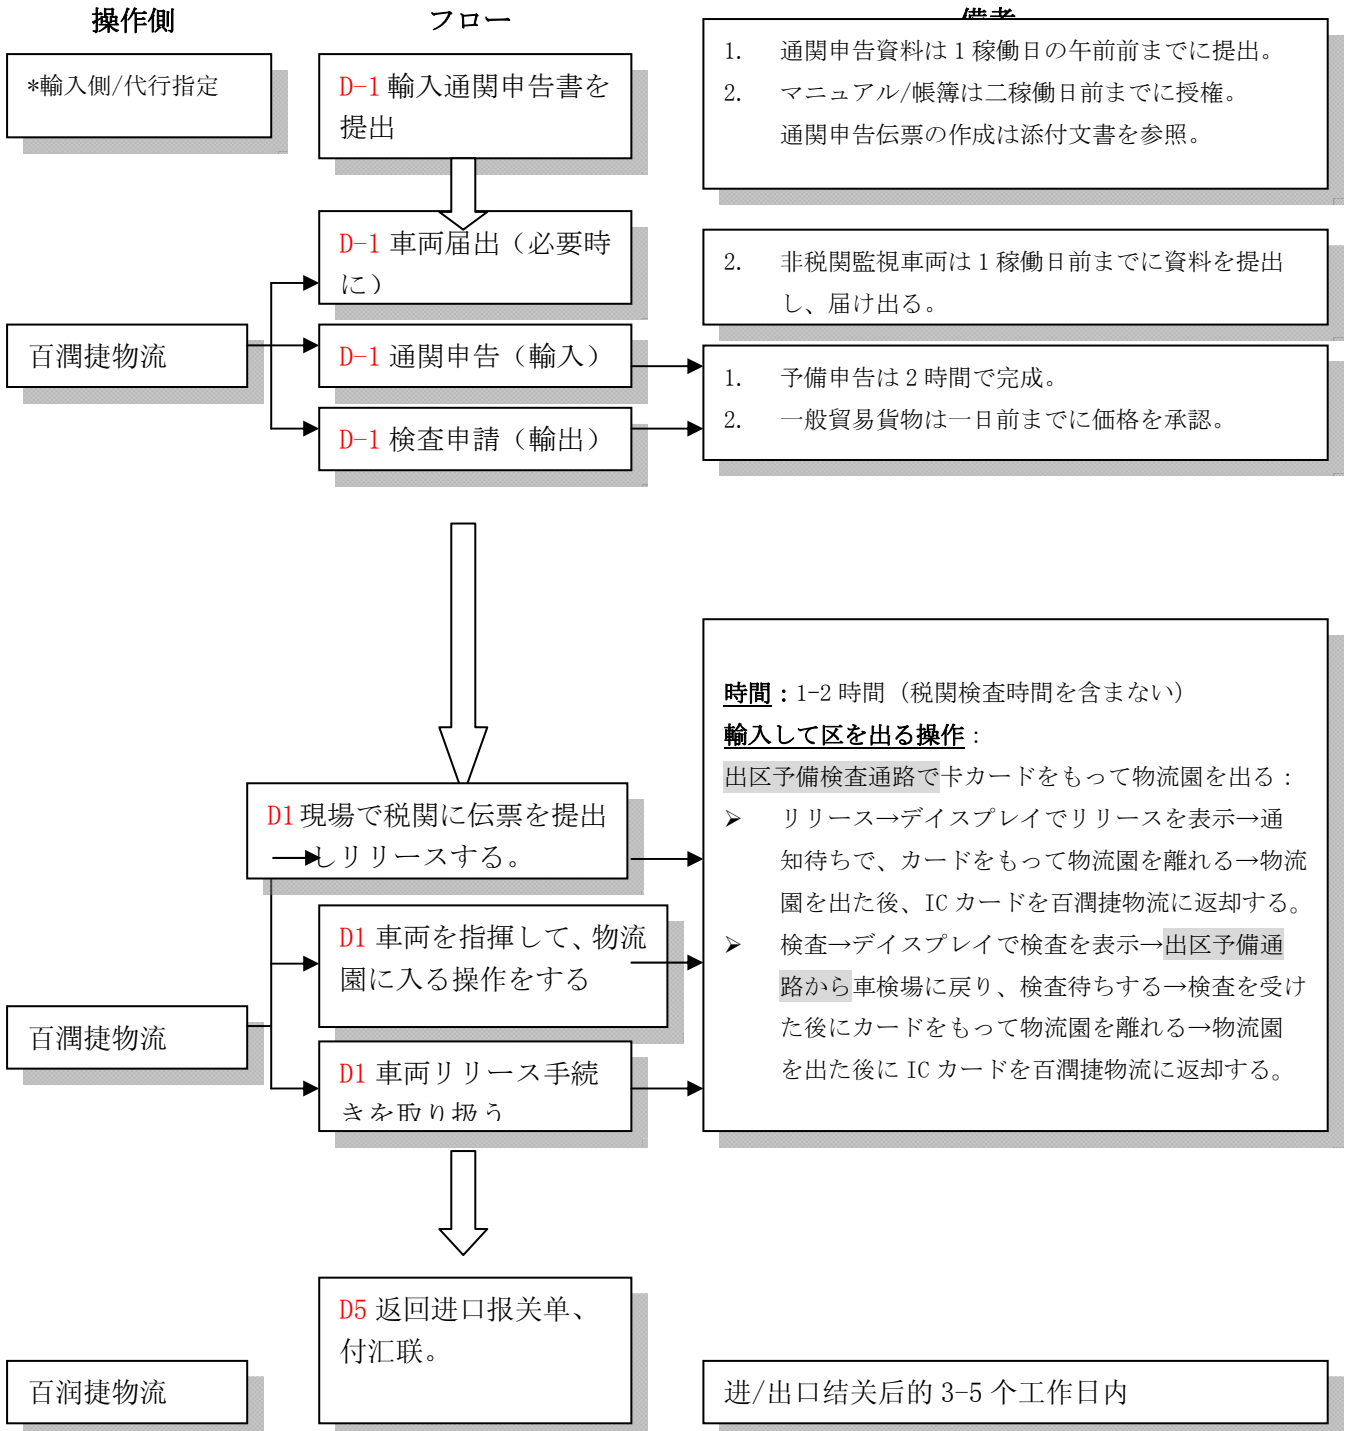 操作側
フロー
備考
*輸入側/代行指定
D-1 輸入通関申告書を
提出
1. 通関申告資料は 1 稼働日の午前前までに提出。
2. マニュアル/帳簿は二稼働日前までに授権。
通関申告伝票の作成は添付文書を参照。
D-1 車両届出（必要時
に）
2. 非税関監視車両は 1 稼働日前までに資料を提出
し、届け出る。
百潤捷物流
D-1 通関申告（輸入）
D-1 検査申請（輸出）
1. 予備申告は 2 時間で完成。
2. 一般貿易貨物は一日前までに価格を承認。
D1 現場で税関に伝票を提出
しリリースする。
D1 車両を指揮して、物流
園に入る操作をする
百潤捷物流
D1 車両リリース手続
きを取り扱う
時間：1-2 時間（税関検査時間を含まない）
輸入して区を出る操作：
出区予備検査通路で卡カードをもって物流園を出る：
➢ リリース→デイスプレイでリリースを表示→通
知待ちで、カードをもって物流園を離れる→物流
園を出た後、IC カードを百潤捷物流に返却する。
➢ 検査→デイスプレイで検査を表示→出区予備通
路から車検場に戻り、検査待ちする→検査を受け
た後にカードをもって物流園を離れる→物流園
を出た後に IC カードを百潤捷物流に返却する。
D5 返回进口报关单、
付汇联。
百润捷物流
进/出口结关后的 3-5 个工作日内